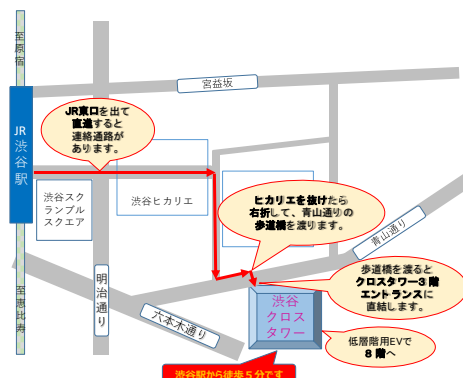 至原宿
宮益坂
JR東口を出て
直進すると
連絡通路が
あります。
JR
渋谷駅
渋谷スク
ランブル
スクエア
渋谷ヒカリエ
ヒカリエを抜けたら
右折して、青山通りの
歩道橋を渡ります。
青山通り
歩道橋を渡ると
クロスタワー3階
エントランスに
直結します。
至恵比寿
明治通り
六本木通り
渋谷
クロス
タワー
低層階用EVで
8 階へ
渋谷駅から徒歩5分です